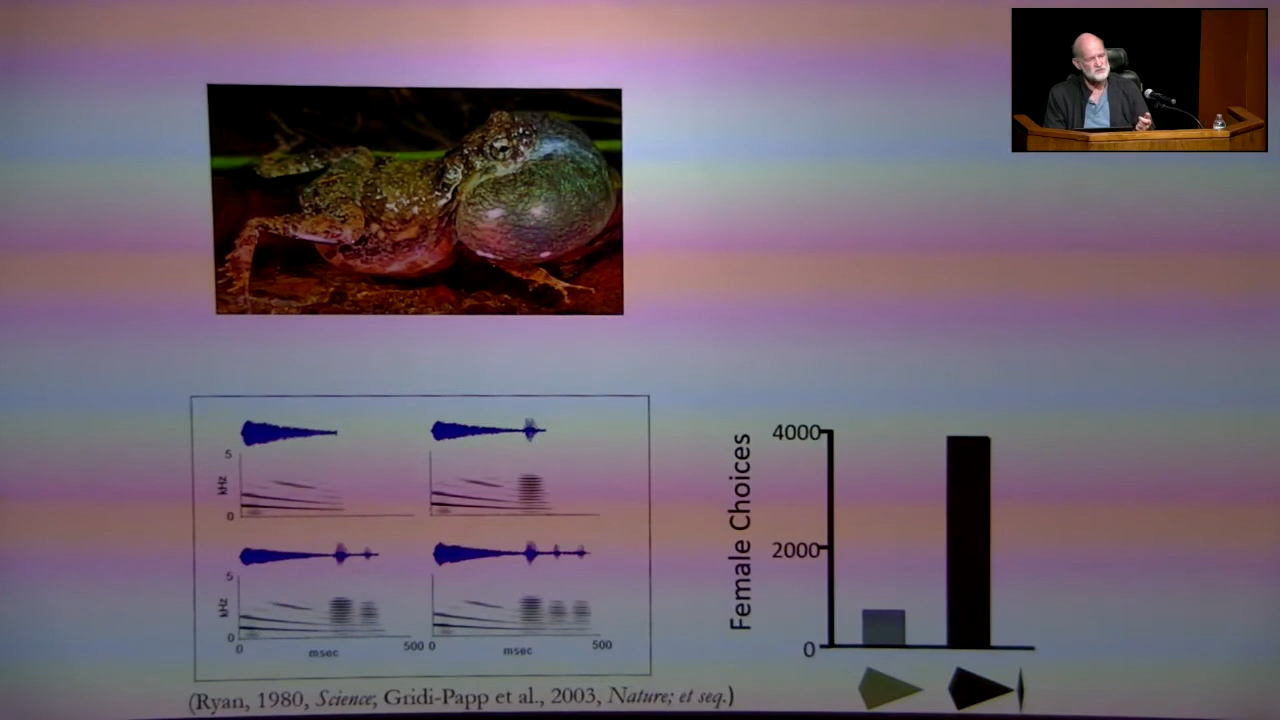 5
kHz
0
5
kHz
0
0
msec
500
0
msec
500
4000
2000
0
Female Choices
(Ryan, 1980, Science; Gridi-Papp et al., 2003, Nature; et seq.)